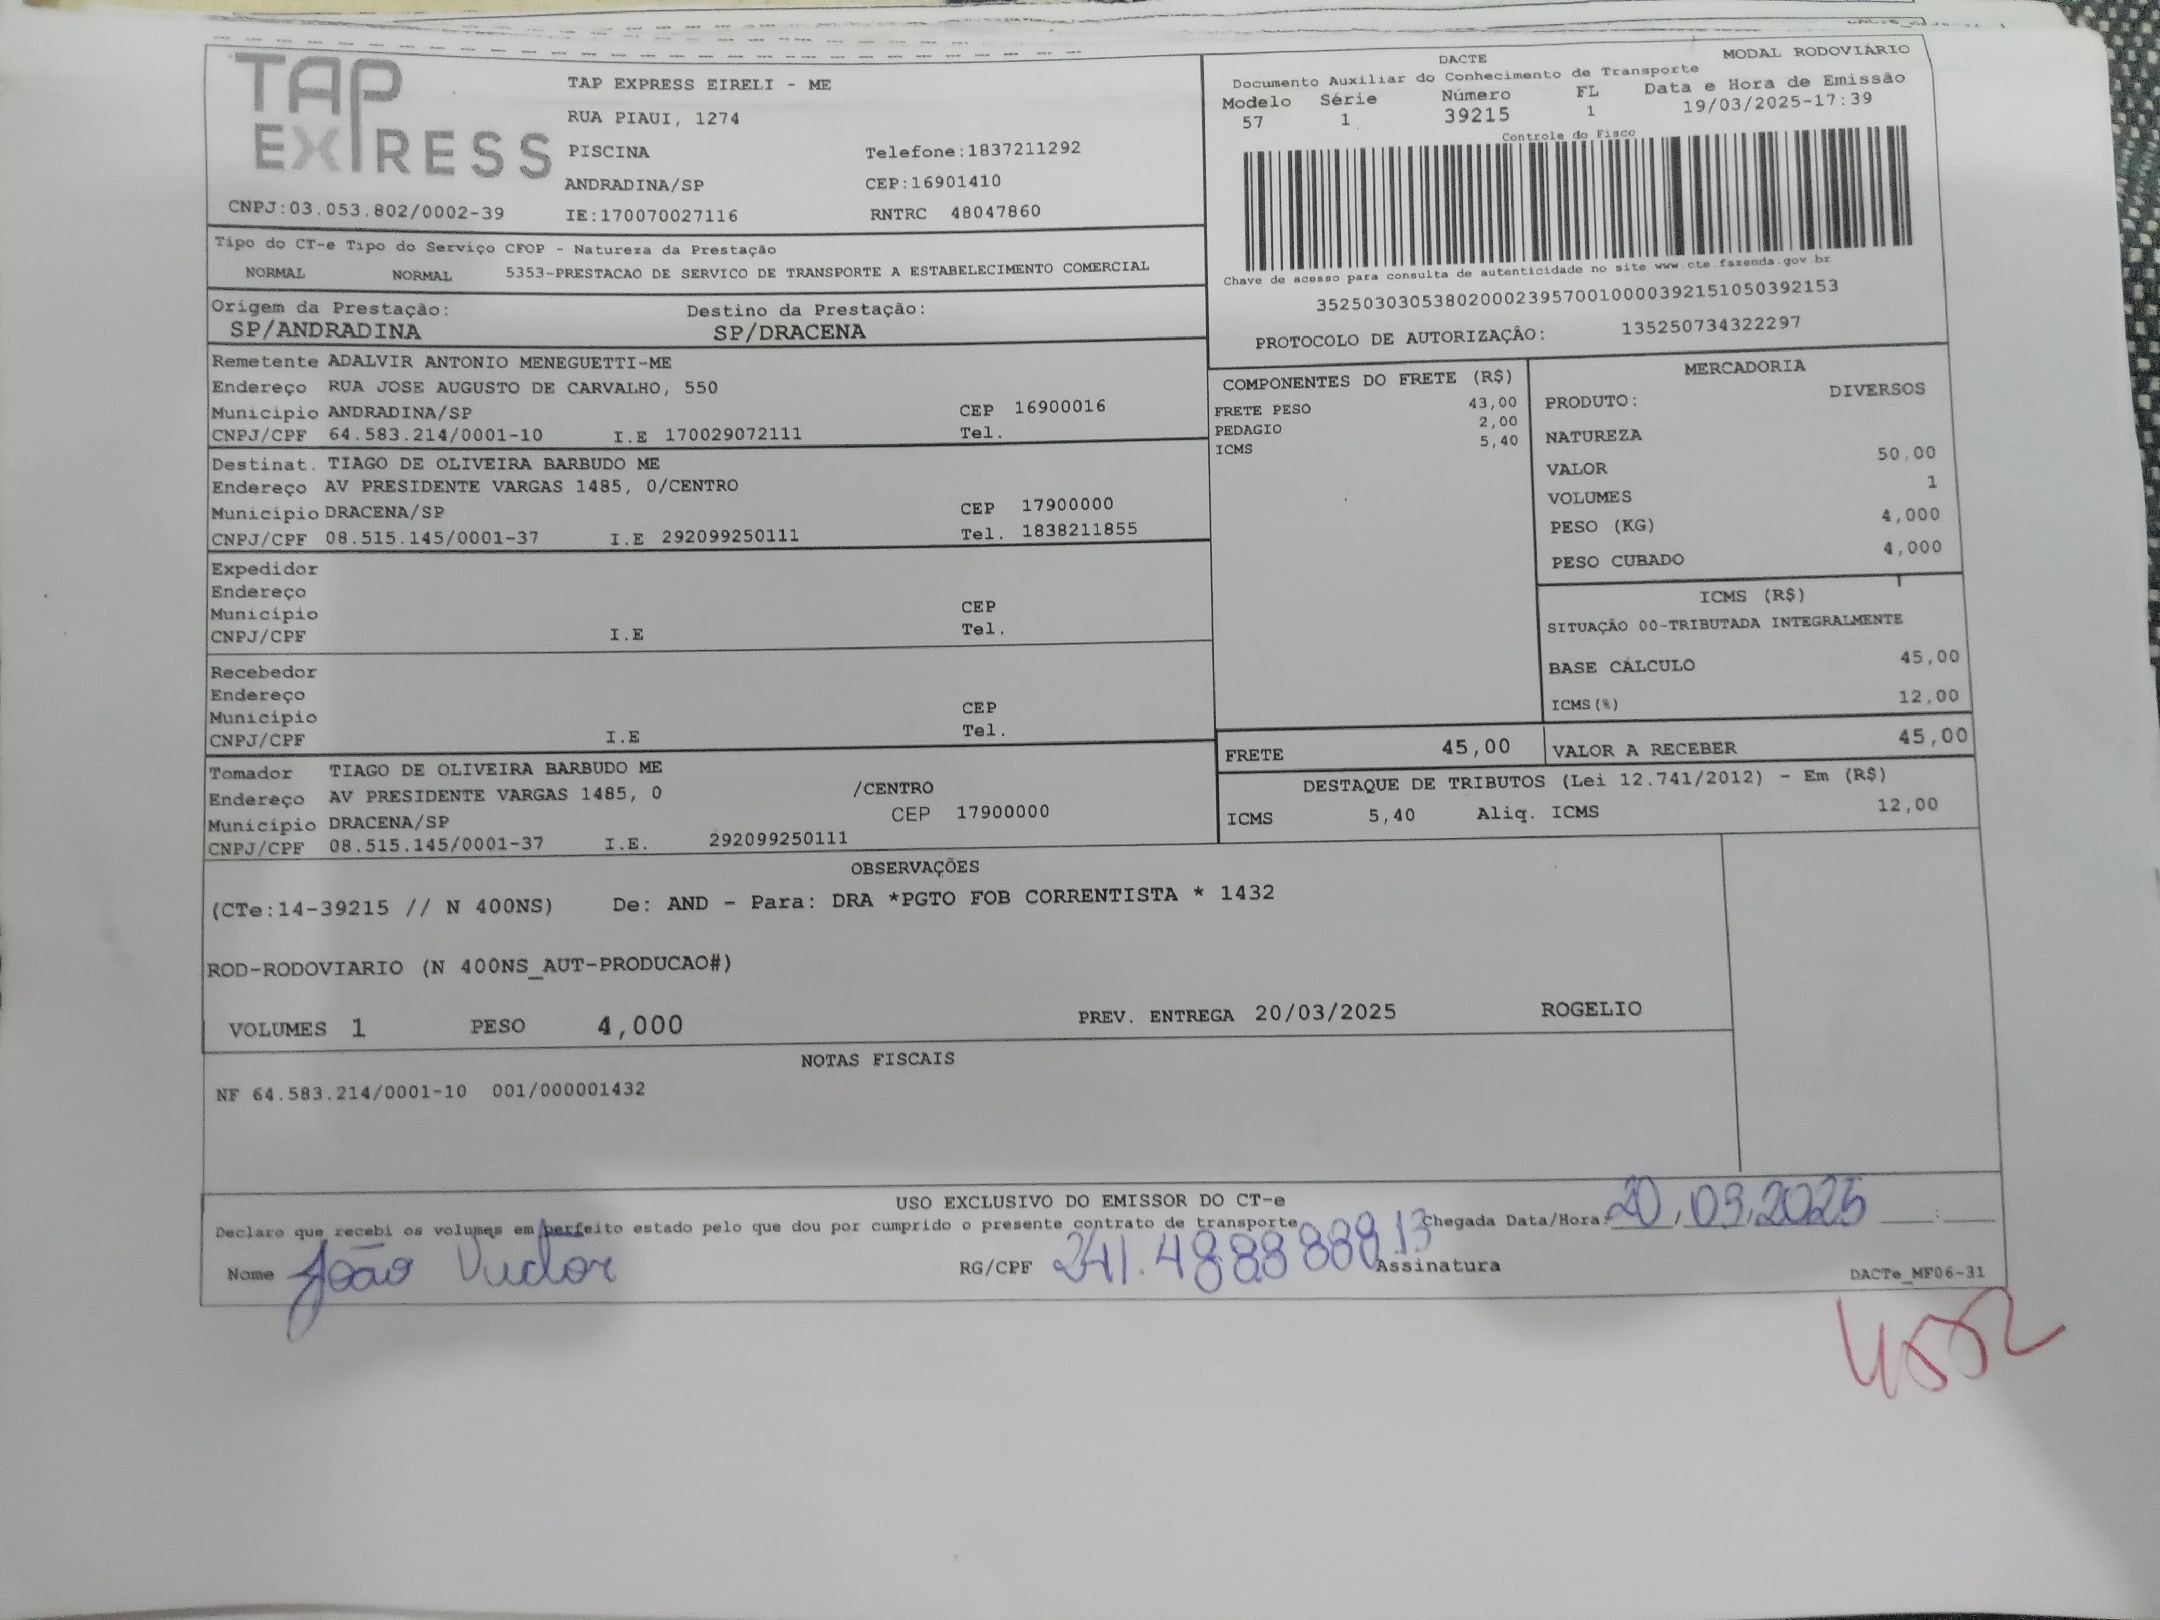 TAP EXPRESS
TAP EXPRESS EIRELI - ME
RUA PIAUI, 1274
PISCINA Telefone:1837211292
ANDRADINA/SP CEP:16901410
CNPJ:03.053.802/0002-39 IE:170070027116 RNTRC 48047860
DACTE MODAL RODOVIÁRIO
Documento Auxiliar do Conhecimento de Transporte
Modelo Série Número FL Data e Hora de Emissão
57 1 39215 1 19/03/2025-17:39
Controle do Fisco
Chave de acesso para consulta de autenticidade no site www.cte.fazenda.gov.br
35250303053802000239570010000392151050392153
PROTOCOLO DE AUTORIZAÇÃO: 135250734322297
Tipo do CT-e Tipo do Serviço CFOP - Natureza da Prestação
NORMAL NORMAL 5353-PRESTACAO DE SERVICO DE TRANSPORTE A ESTABELECIMENTO COMERCIAL
Origem da Prestação: Destino da Prestação:
SP/ANDRADINA SP/DRACENA
Remetente ADALVIR ANTONIO MENEGUETTI-ME
Endereço RUA JOSE AUGUSTO DE CARVALHO, 550
Município ANDRADINA/SP CEP 16900016
CNPJ/CPF 64.583.214/0001-10 I.E 170029072111 Tel.
Destinat. TIAGO DE OLIVEIRA BARBUDO ME
Endereço AV PRESIDENTE VARGAS 1485, 0/CENTRO
Município DRACENA/SP CEP 17900000
CNPJ/CPF 08.515.145/0001-37 I.E 292099250111 Tel. 1838211855
Expedidor
Endereço
Município CEP
CNPJ/CPF I.E Tel.
Recebedor
Endereço
Município CEP
CNPJ/CPF I.E Tel.
Tomador TIAGO DE OLIVEIRA BARBUDO ME
Endereço AV PRESIDENTE VARGAS 1485, 0 /CENTRO
Município DRACENA/SP CEP 17900000
CNPJ/CPF 08.515.145/0001-37 I.E. 292099250111
COMPONENTES DO FRETE (R$)
FRETE PESO 43,00
PEDAGIO 2,00
ICMS 5,40
MERCADORIA
PRODUTO: DIVERSOS
NATUREZA
VALOR 50,00
VOLUMES 1
PESO (KG) 4,000
PESO CUBADO 4,000
ICMS (R$)
SITUAÇÃO 00-TRIBUTADA INTEGRALMENTE
BASE CÁLCULO 45,00
ICMS(%) 12,00
FRETE 45,00 VALOR A RECEBER 45,00
DESTAQUE DE TRIBUTOS (Lei 12.741/2012) - Em (R$)
ICMS 5,40 Aliq. ICMS 12,00
OBSERVAÇÕES
(CTe:14-39215 // N 400NS) De: AND - Para: DRA *PGTO FOB CORRENTISTA * 1432
ROD-RODOVIARIO (N 400NS_AUT-PRODUCAO#)
VOLUMES 1 PESO 4,000 PREV. ENTREGA 20/03/2025 ROGELIO
NOTAS FISCAIS
NF 64.583.214/0001-10 001/000001432
USO EXCLUSIVO DO EMISSOR DO CT-e
Declaro que recebi os volumes em perfeito estado pelo que dou por cumprido o presente contrato de transporte Chegada Data/Hora: 20/03/2025 ___:___
Nome João RG/CPF Assinatura
DACTe_MF06-31